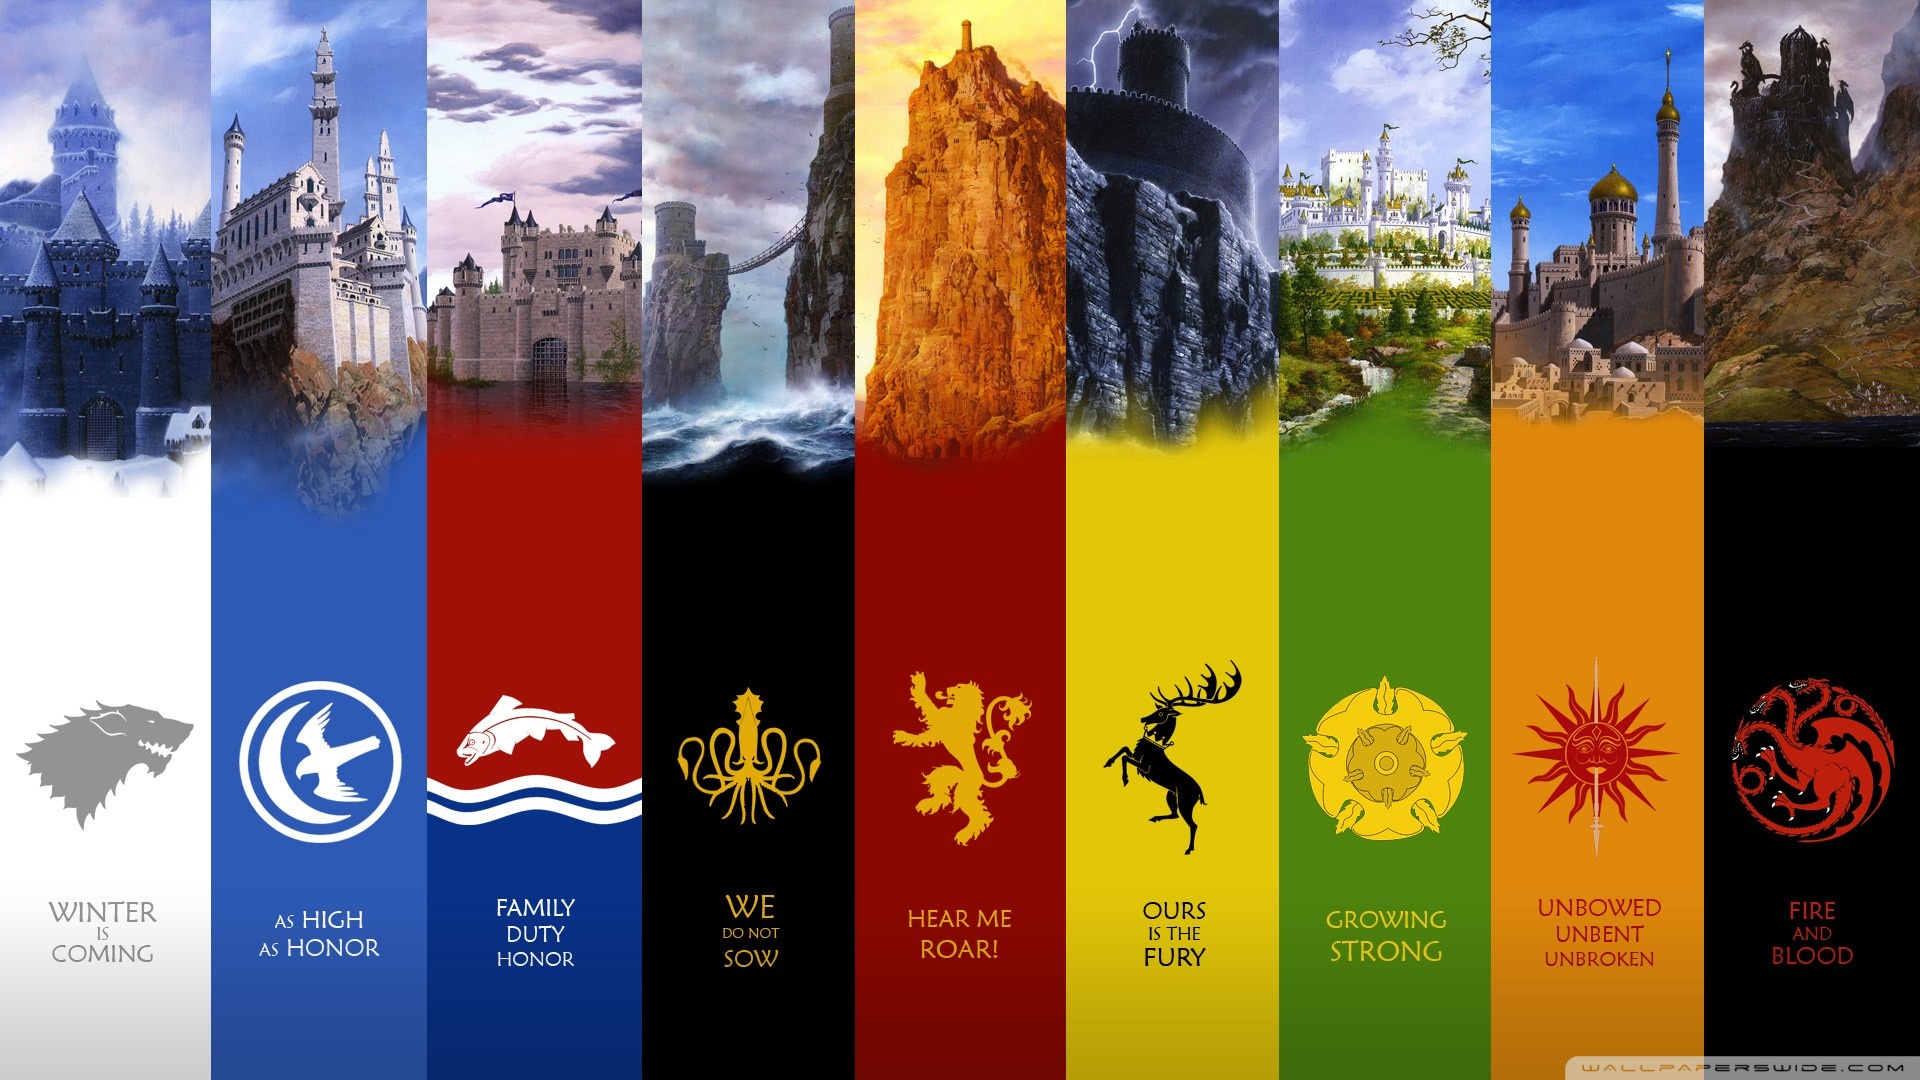 WINTER
IS
COMING
AS HIGH
AS HONOR
FAMILY
DUTY
HONOR
WE
DO NOT
SOW
HEAR ME
ROAR!
OURS
IS THE
FURY
GROWING
STRONG
UNBOWED
UNBENT
UNBROKEN
FIRE
AND
BLOOD
WALLPAPERSWIDE.COM